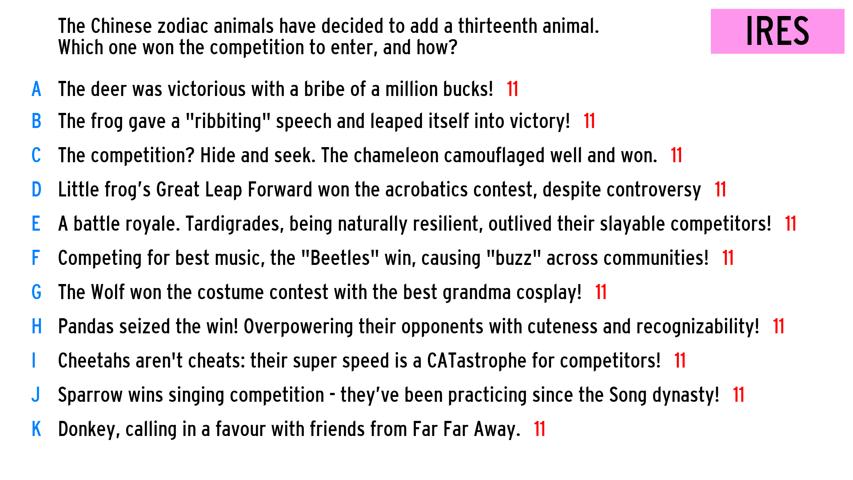 The Chinese zodiac animals have decided to add a thirteenth animal.
Which one won the competition to enter, and how?
IRES
A The deer was victorious with a bribe of a million bucks! 11
B The frog gave a "ribbiting" speech and leaped itself into victory! 11
C The competition? Hide and seek. The chameleon camouflaged well and won. 11
D Little frog's Great Leap Forward won the acrobatics contest, despite controversy 11
E A battle royale. Tardigrades, being naturally resilient, outlived their slayable competitors! 11
F Competing for best music, the "Beetles" win, causing "buzz" across communities! 11
G The Wolf won the costume contest with the best grandma cosplay! 11
H Pandas seized the win! Overpowering their opponents with cuteness and recognizability! 11
I Cheetahs aren't cheats: their super speed is a CATastrophe for competitors! 11
J Sparrow wins singing competition - they've been practicing since the Song dynasty! 11
K Donkey, calling in a favour with friends from Far Far Away. 11